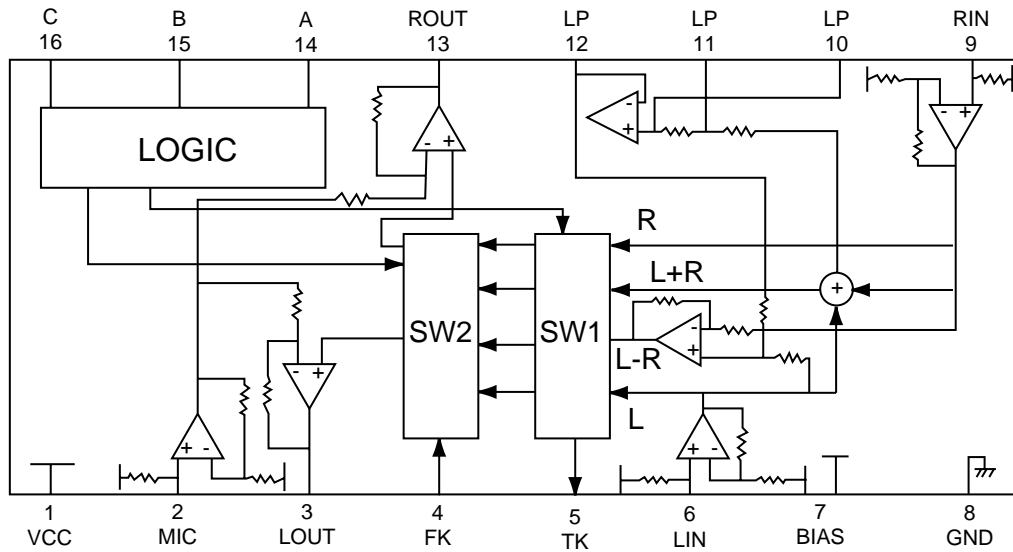 C B A ROUT LP LP LP RIN
16 15 14 13 12 11 10 9
- +
- +
- +
LOGIC
R
L+R
+
SW2 SW1
- +
L-R
- +
L
+ -
+ -
1 2 3 4 5 6 7 8
VCC MIC LOUT FK TK LIN BIAS GND